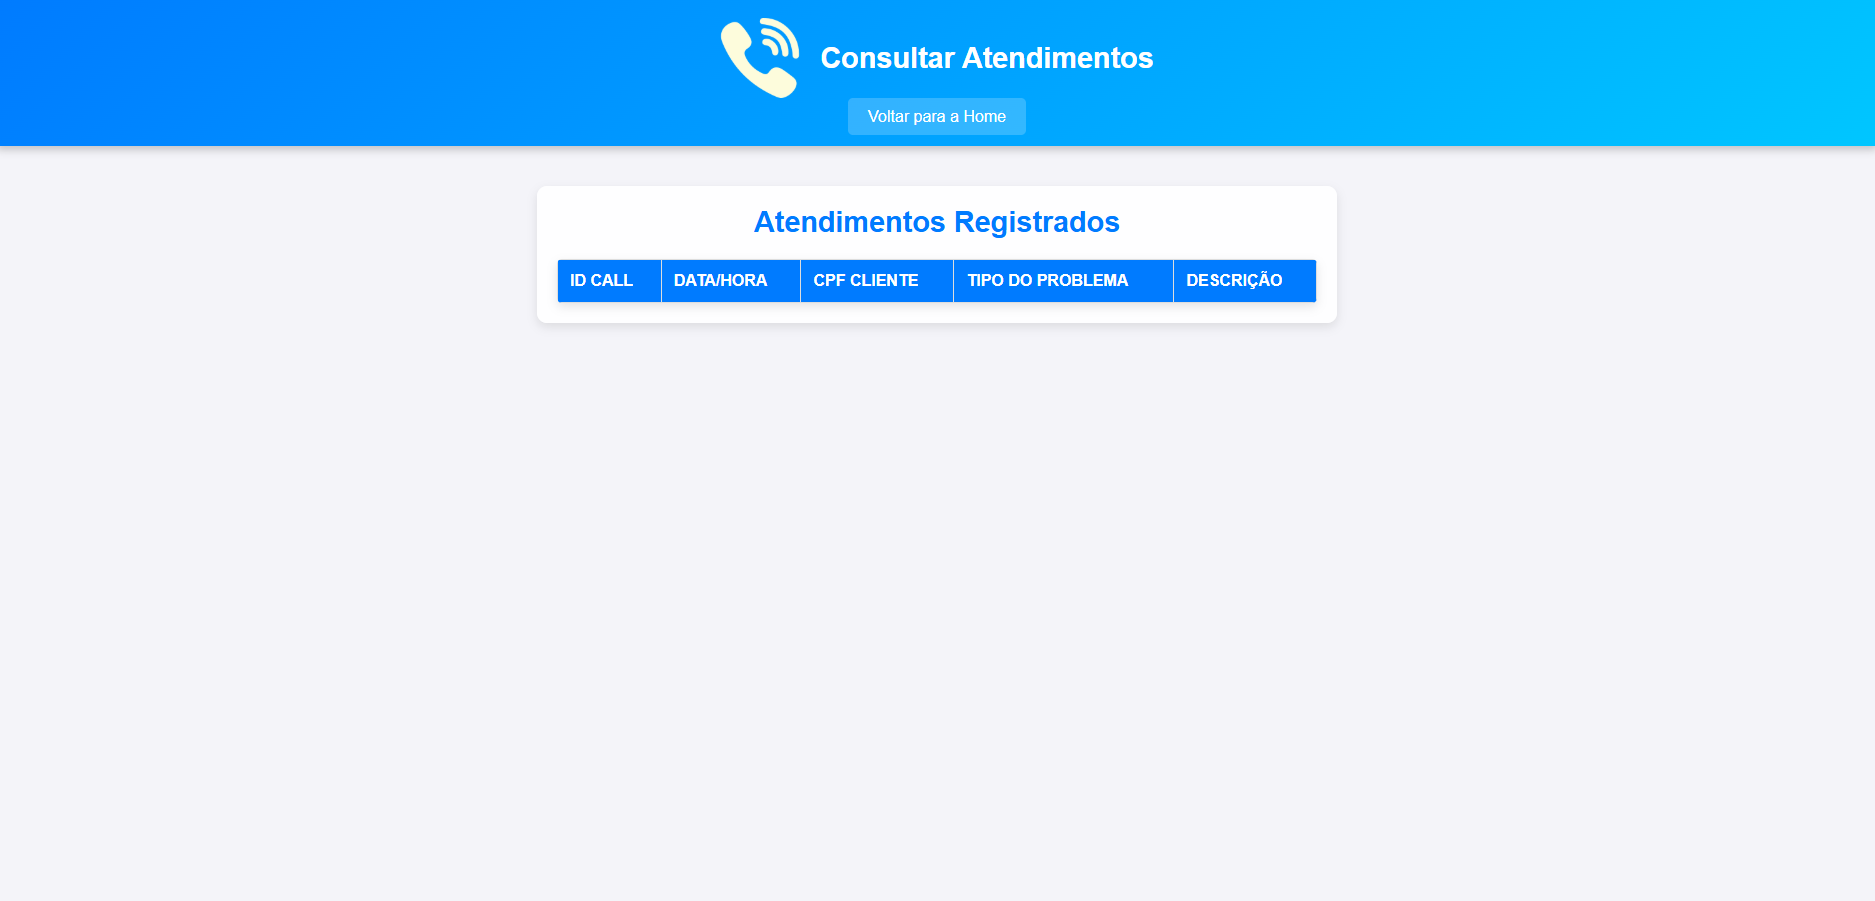 Consultar Atendimentos
Voltar para a Home
Atendimentos Registrados
ID CALL DATA/HORA CPF CLIENTE TIPO DO PROBLEMA DESCRIÇÃO